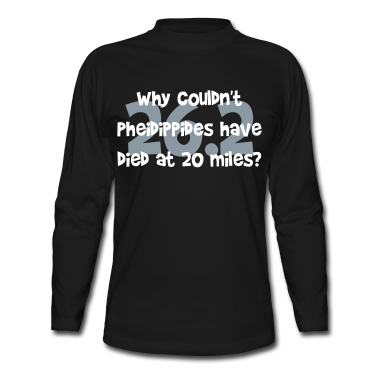 Why Couldn't
Pheidippides have
Died at 20 miles?
26.2